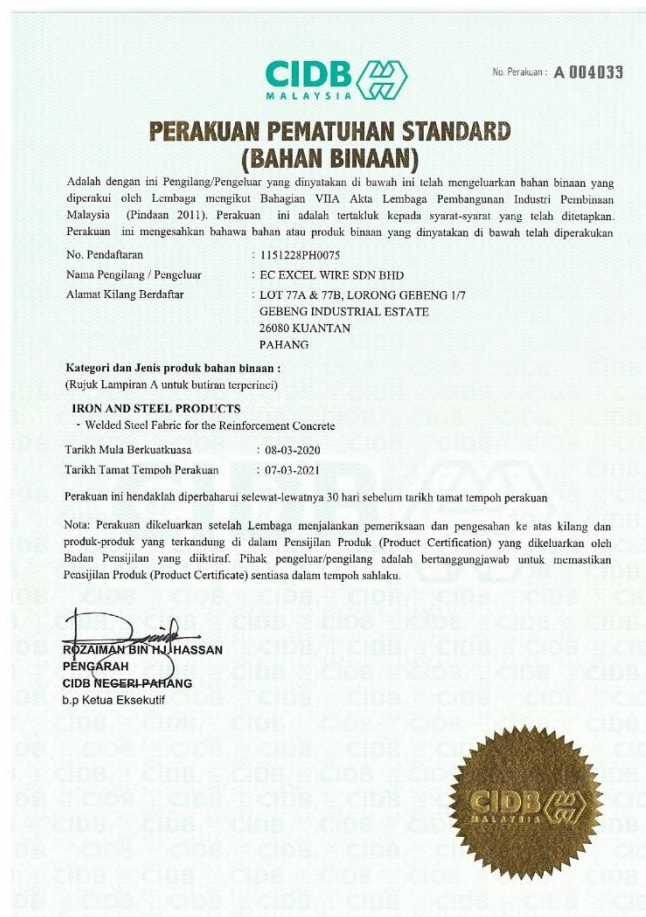 CIDB
MALAYSIA
No. Perakuan : A 004033
PERAKUAN PEMATUHAN STANDARD
(BAHAN BINAAN)
Adalah dengan ini Pengilang/Pengeluar yang dinyatakan di bawah ini telah mengeluarkan bahan binaan yang
diperakui oleh Lembaga mengikut Bahagian VIIA Akta Lembaga Pembangunan Industri Pembinaan
Malaysia (Pindaan 2011). Perakuan ini adalah tertakluk kepada syarat-syarat yang telah ditetapkan.
Perakuan ini mengesahkan bahawa bahan atau produk binaan yang dinyatakan di bawah telah diperakukan
No. Pendaftaran : 1151228PH0075
Nama Pengilang / Pengeluar : EC EXCEL WIRE SDN BHD
Alamat Kilang Berdaftar : LOT 77A & 77B, LORONG GEBENG 1/7
GEBENG INDUSTRIAL ESTATE
26080 KUANTAN
PAHANG
Kategori dan Jenis produk bahan binaan :
(Rujuk Lampiran A untuk butiran terperinci)
IRON AND STEEL PRODUCTS
- Welded Steel Fabric for the Reinforcement Concrete
Tarikh Mula Berkuatkuasa : 08-03-2020
Tarikh Tamat Tempoh Perakuan : 07-03-2021
Perakuan ini hendaklah diperbaharui selewat-lewatnya 30 hari sebelum tarikh tamat tempoh perakuan
Nota: Perakuan dikeluarkan setelah Lembaga menjalankan pemeriksaan dan pengesahan ke atas kilang dan
produk-produk yang terkandung di dalam Pensijilan Produk (Product Certification) yang dikeluarkan oleh
Badan Pensijilan yang diiktiraf. Pihak pengeluar/pengilang adalah bertanggungjawab untuk memastikan
Pensijilan Produk (Product Certificate) sentiasa dalam tempoh sahlaku.
ROZAIMAN BIN HJ HASSAN
PENGARAH
CIDB NEGERI PAHANG
b.p Ketua Eksekutif
CIDB
MALAYSIA